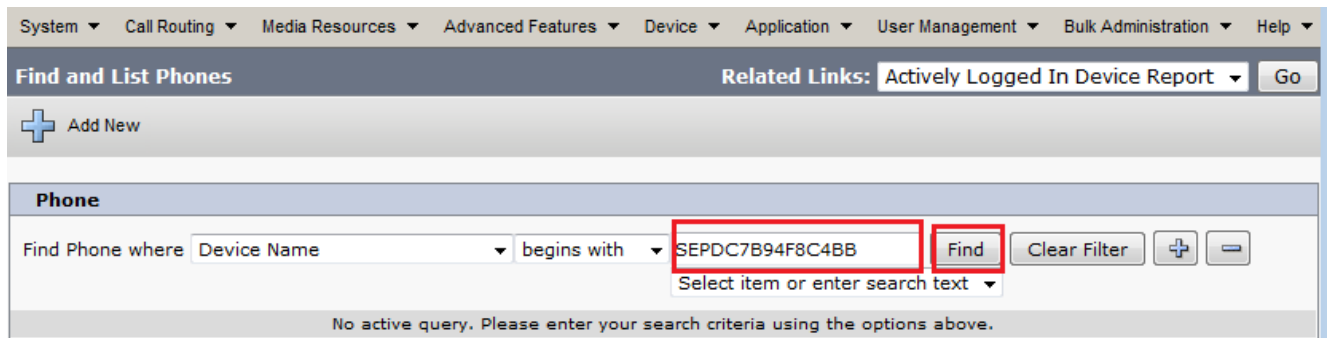 System Call Routing Media Resources Advanced Features Device Application User Management Bulk Administration Help
Find and List Phones Related Links: Actively Logged In Device Report Go
Add New
Phone
Find Phone where Device Name begins with SEPDC7B94F8C4BB Find Clear Filter
Select item or enter search text
No active query. Please enter your search criteria using the options above.